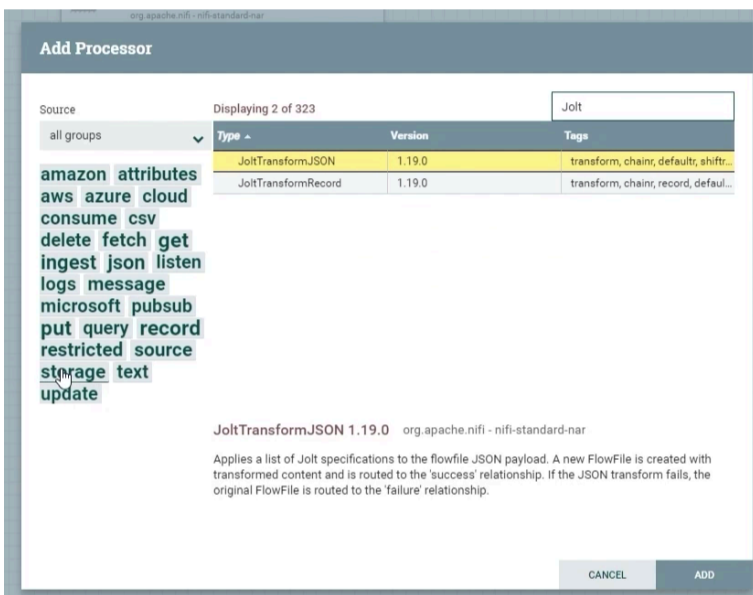 org.apache.nifi - nifi-standard-nar
Add Processor
Source
all groups
amazon attributes
aws azure cloud
consume csv
delete fetch get
ingest json listen
logs message
microsoft pubsub
put query record
restricted source
storage text
update
Displaying 2 of 323
Jolt
Type Version Tags
JoltTransformJSON 1.19.0 transform, chainr, defaultr, shiftr...
JoltTransformRecord 1.19.0 transform, chainr, record, defaul...
JoltTransformJSON 1.19.0 org.apache.nifi - nifi-standard-nar
Applies a list of Jolt specifications to the flowfile JSON payload. A new FlowFile is created with
transformed content and is routed to the 'success' relationship. If the JSON transform fails, the
original FlowFile is routed to the 'failure' relationship.
CANCEL ADD